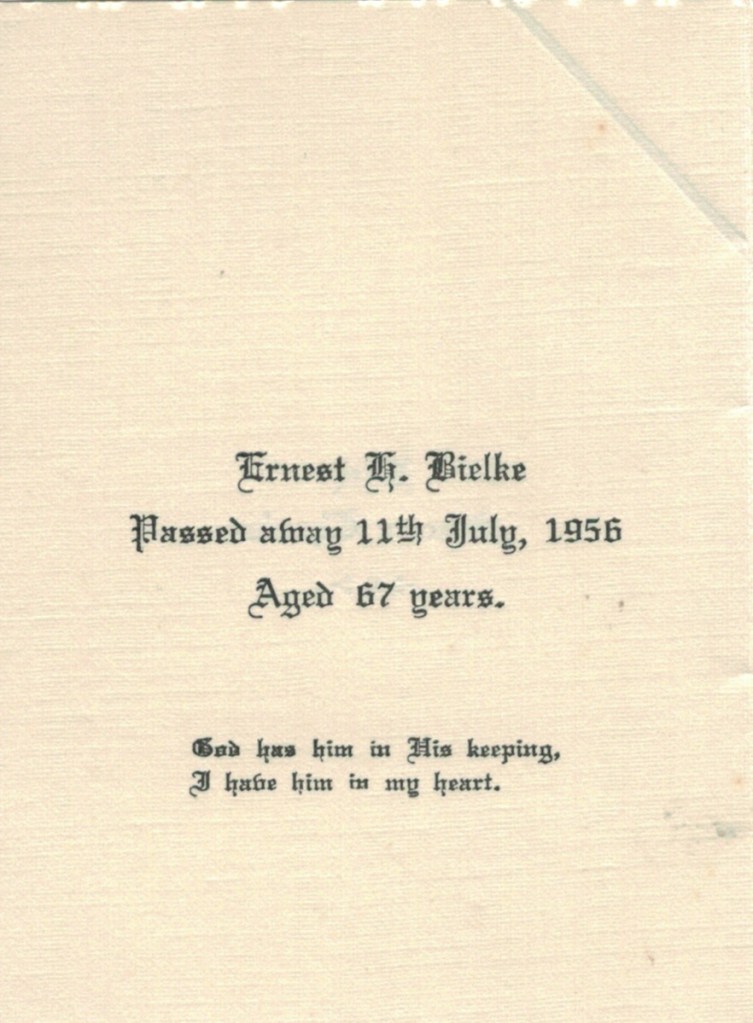 Ernest H. Bielke
Passed away 11th July, 1956
Aged 67 years.
God has him in His keeping,
I have him in my heart.